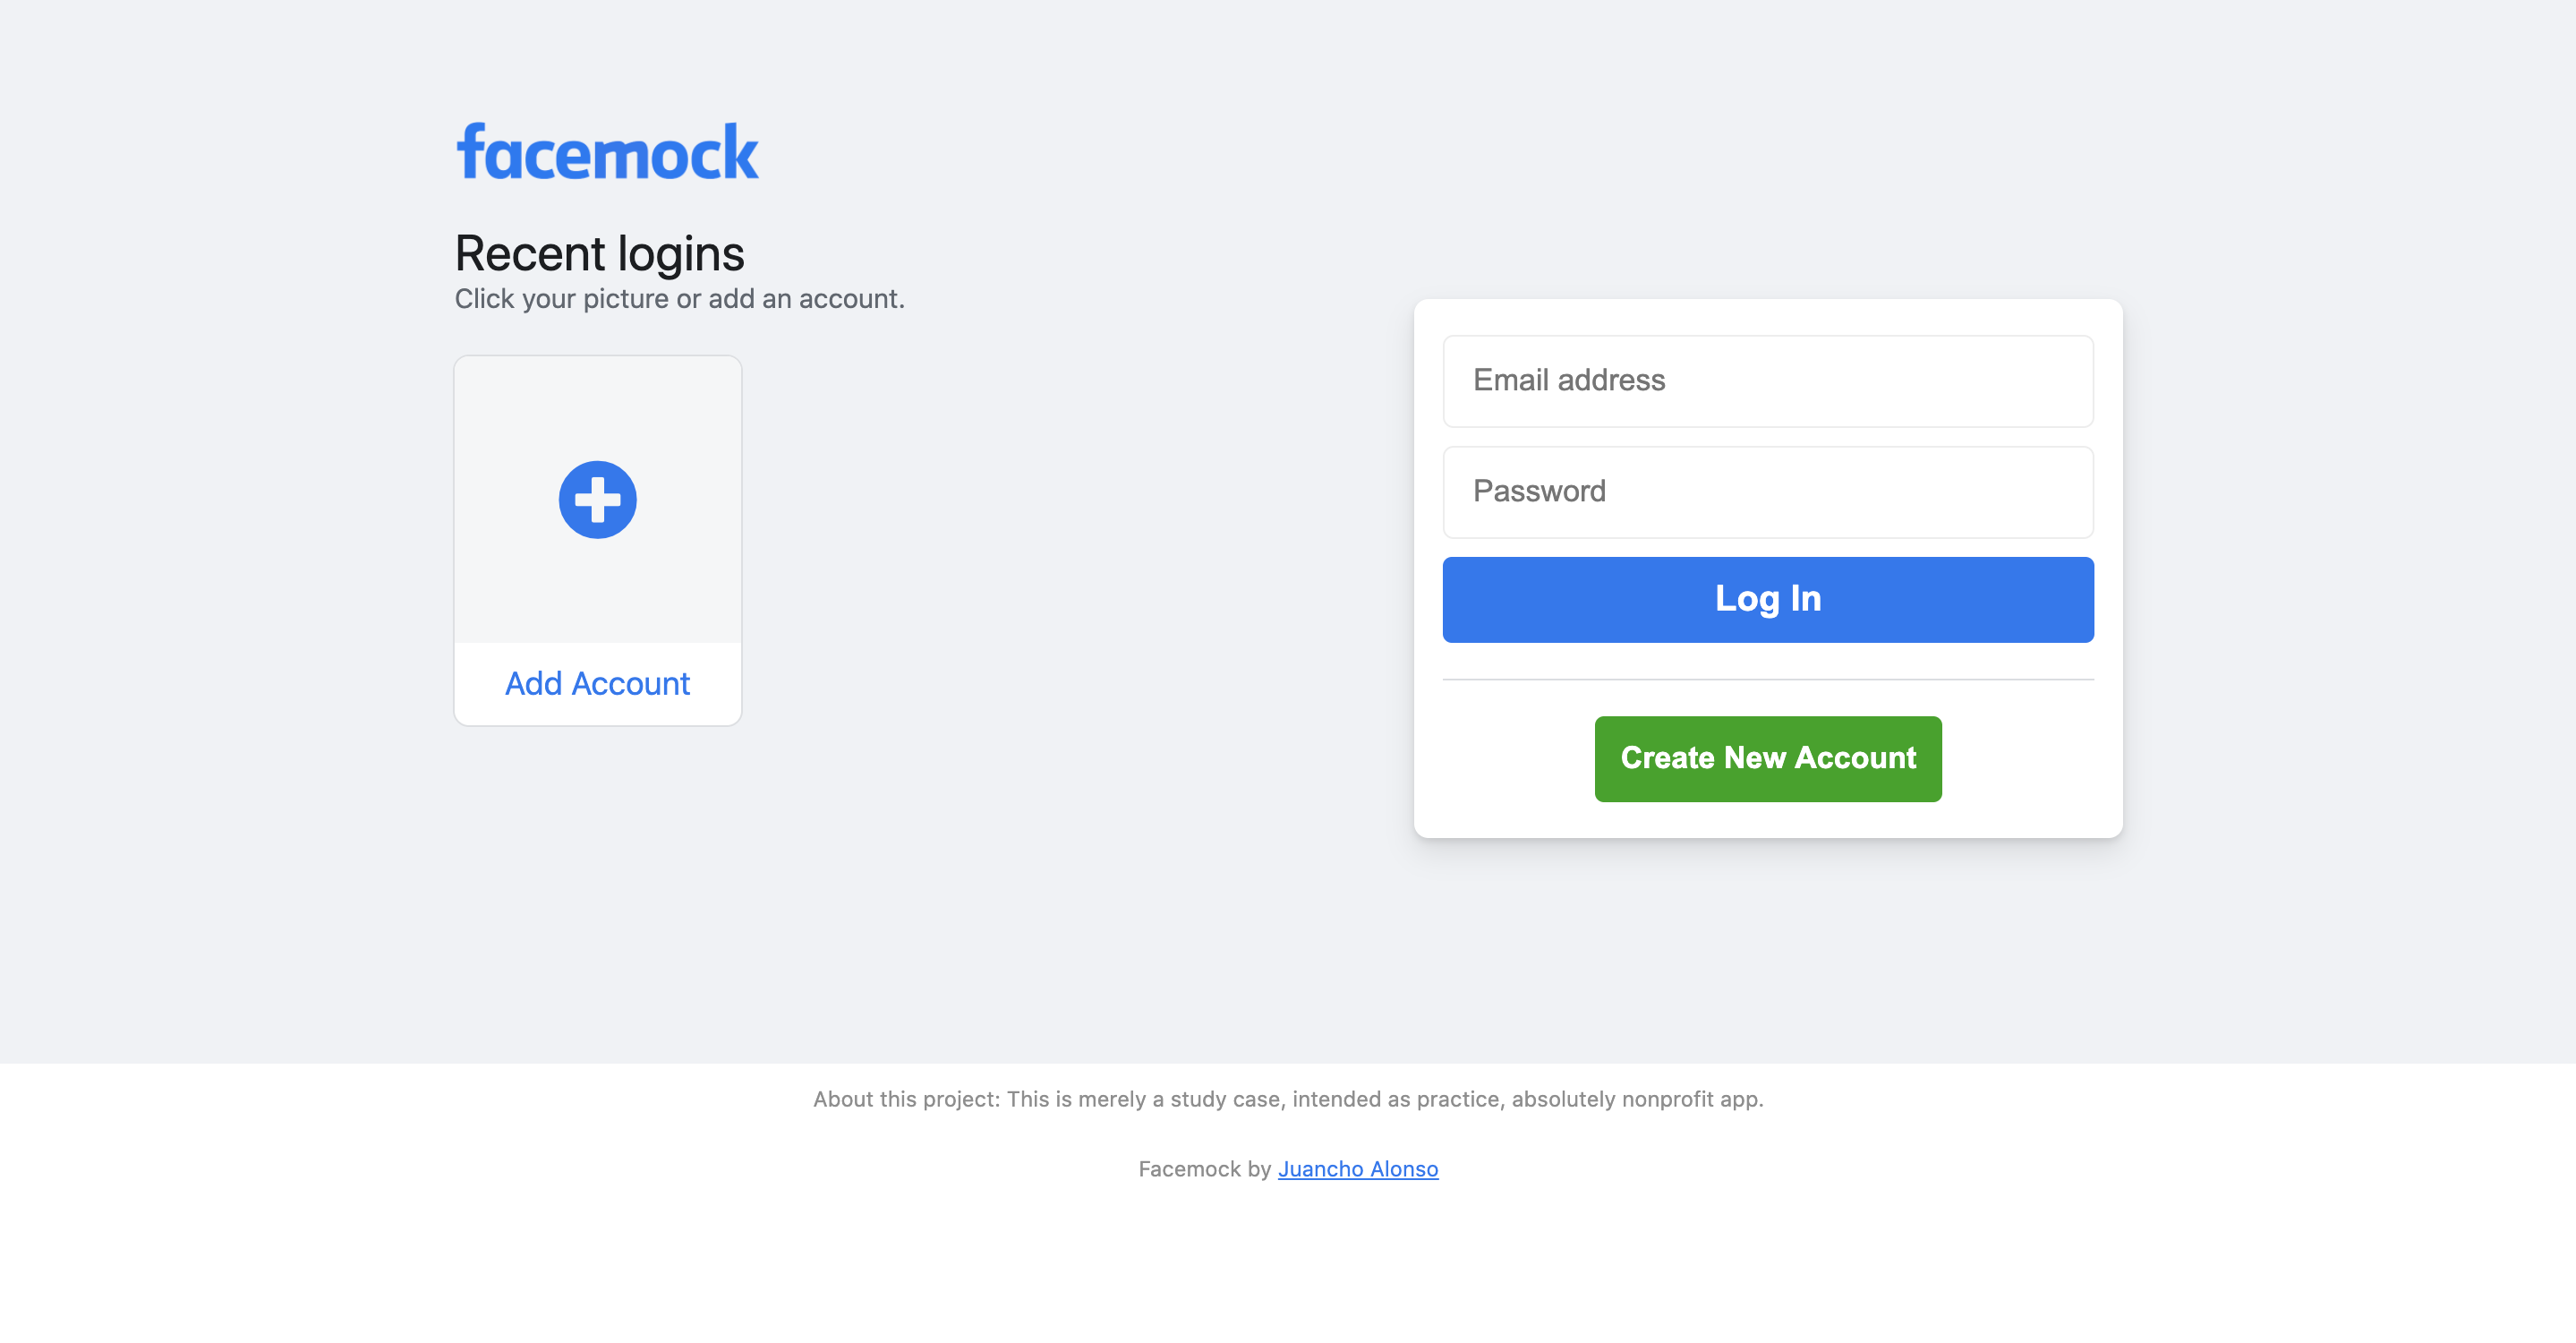 facemock
Recent logins
Click your picture or add an account.
Add Account
Email address
Password
Log In
Create New Account
About this project: This is merely a study case, intended as practice, absolutely nonprofit app.
Facemock by Juancho Alonso